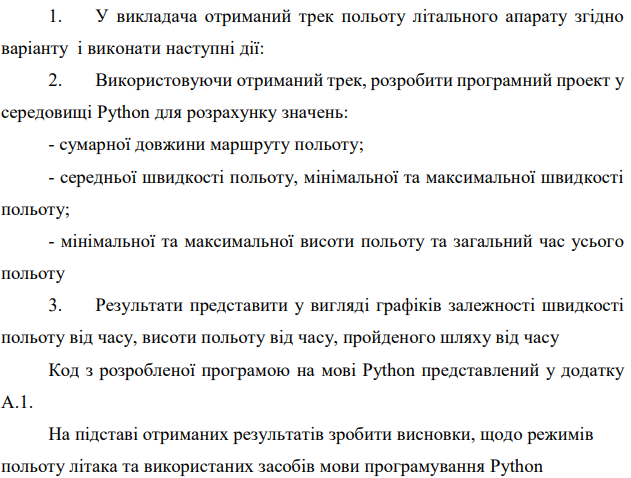 1. У викладача отриманий трек польоту літального апарату згідно
варіанту і виконати наступні дії:
2. Використовуючи отриманий трек, розробити програмний проект у
середовищі Python для розрахунку значень:
- сумарної довжини маршруту польоту;
- середньої швидкості польоту, мінімальної та максимальної швидкості
польоту;
- мінімальної та максимальної висоти польоту та загальний час усього
польоту
3. Результати представити у вигляді графіків залежності швидкості
польоту від часу, висоти польоту від часу, пройденого шляху від часу
Код з розробленої програмою на мові Python представлений у додатку
А.1.
На підставі отриманих результатів зробити висновки, щодо режимів
польоту літака та використаних засобів мови програмування Python